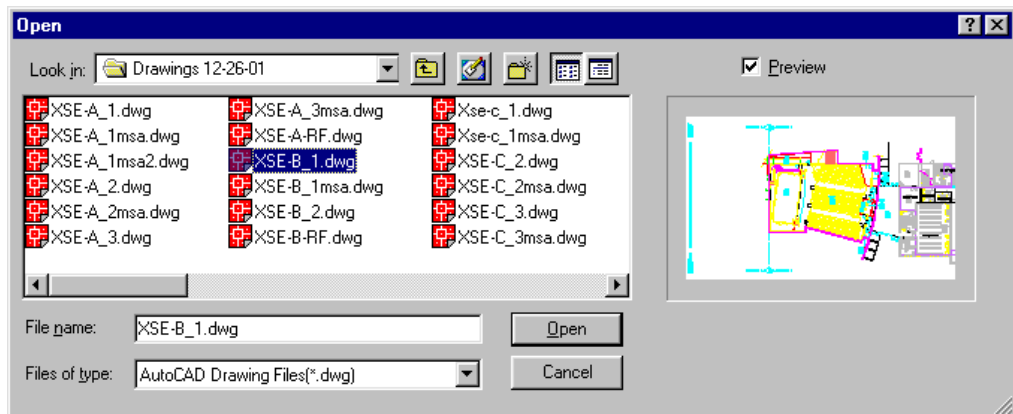 Open
Look in: Drawings 12-26-01
Preview
XSE-A_1.dwg XSE-A_3msa.dwg Xse-c_1.dwg
XSE-A_1msa.dwg XSE-A-RF.dwg Xse-c_1msa.dwg
XSE-A_1msa2.dwg XSE-B_1.dwg XSE-C_2.dwg
XSE-A_2.dwg XSE-B_1msa.dwg XSE-C_2msa.dwg
XSE-A_2msa.dwg XSE-B_2.dwg XSE-C_3.dwg
XSE-A_3.dwg XSE-B-RF.dwg XSE-C_3msa.dwg
File name: XSE-B_1.dwg Open
Files of type: AutoCAD Drawing Files(*.dwg) Cancel